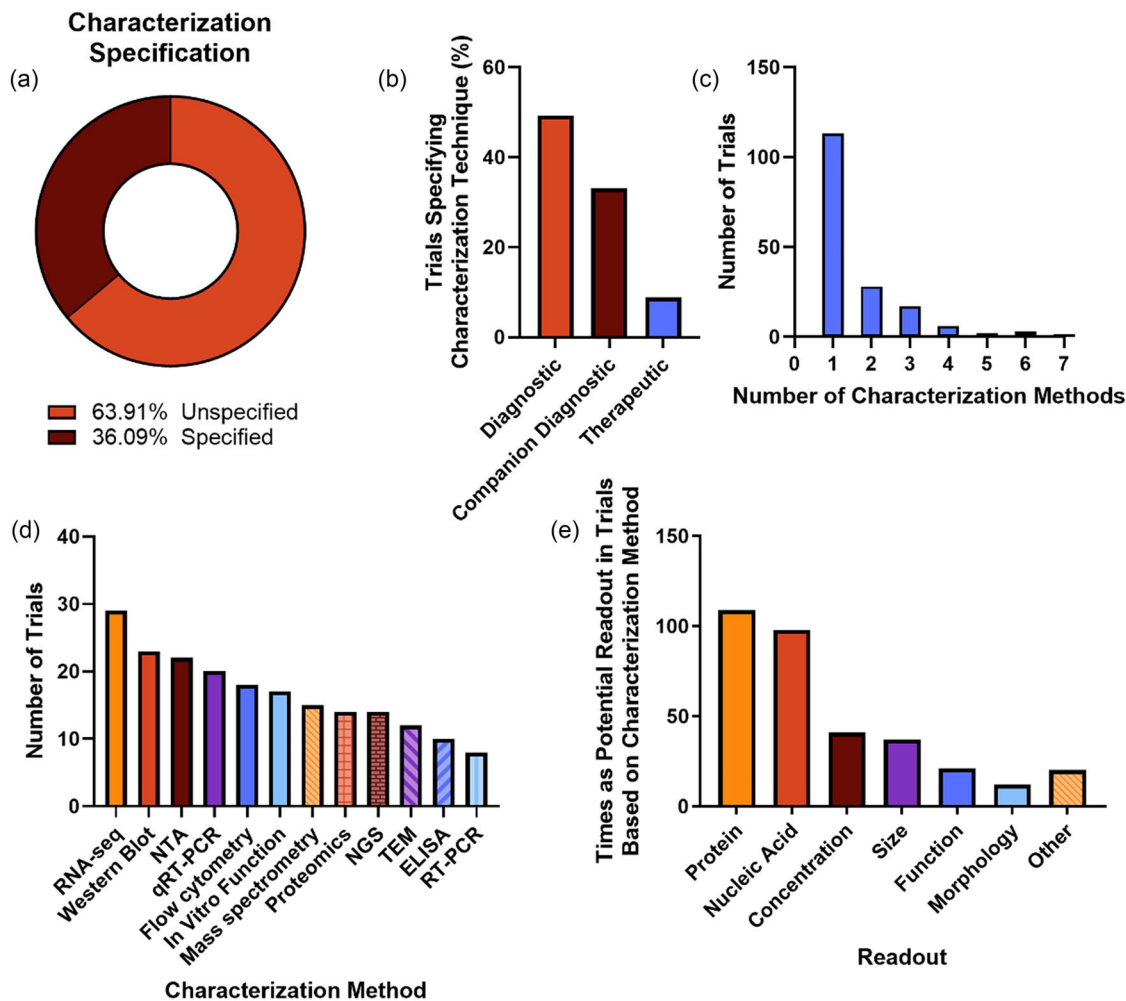 Characterization
Specification
(a)
63.91% Unspecified
36.09% Specified
(b)
Trials Specifying
Characterization Technique (%)
60
40
20
0
Diagnostic
Companion Diagnostic
Therapeutic
(c)
Number of Trials
150
100
50
0
0 1 2 3 4 5 6 7
Number of Characterization Methods
(d)
Number of Trials
40
30
20
10
0
RNA-seq
Western Blot
NTA
qRT-PCR
Flow cytometry
In Vitro Function
Mass spectrometry
Proteomics
NGS
TEM
ELISA
RT-PCR
Characterization Method
(e)
Times as Potential Readout in Trials
Based on Characterization Method
150
100
50
0
Protein
Nucleic Acid
Concentration
Size
Function
Morphology
Other
Readout